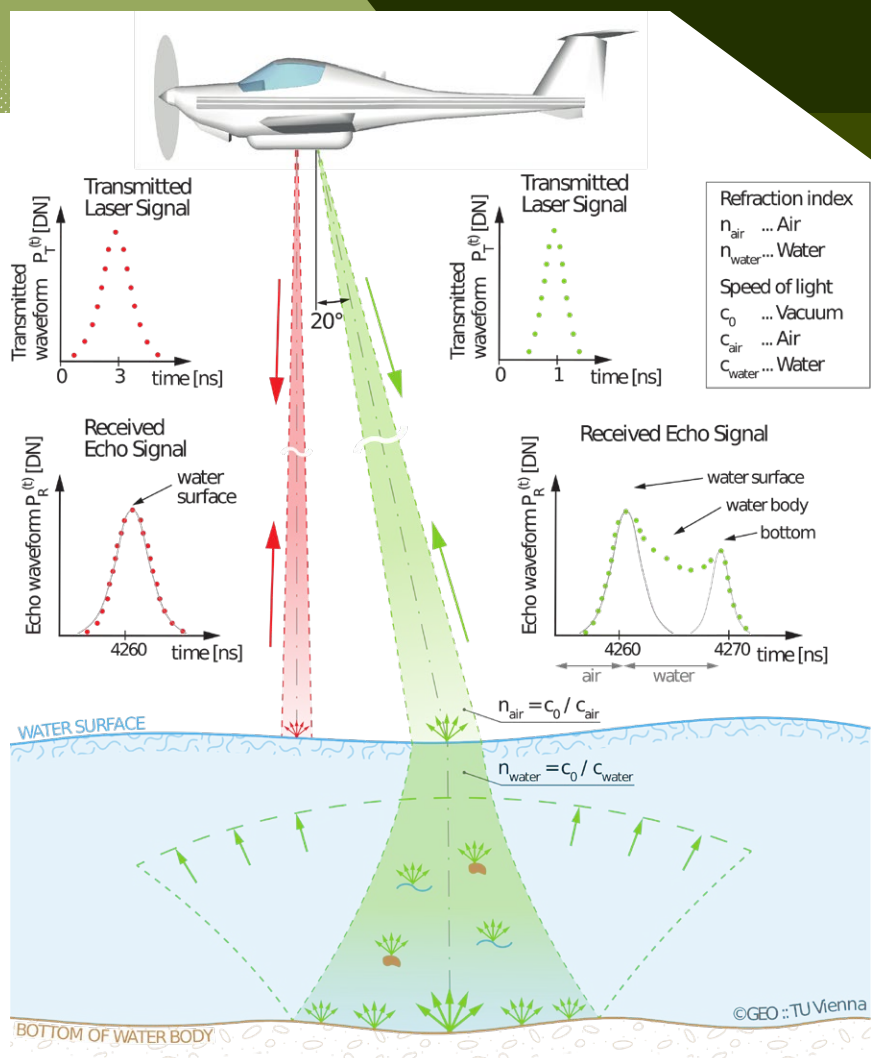 Transmitted
Laser Signal
Transmitted
waveform P_T^(t) [DN]
0 3 time [ns]
20°
Transmitted
Laser Signal
Transmitted
waveform P_T^(t) [DN]
0 1 time [ns]
Refraction index
n_air ... Air
n_water ... Water
Speed of light
c_0 ... Vacuum
c_air ... Air
c_water ... Water
Received
Echo Signal
Echo waveform P_R^(t) [DN]
water
surface
4260 time [ns]
Received Echo Signal
Echo waveform P_R^(t) [DN]
water surface
water body
bottom
4260 4270 time [ns]
air water
n_air = c_0 / c_air
WATER SURFACE
n_water = c_0 / c_water
©GEO :: TU Vienna
BOTTOM OF WATER BODY